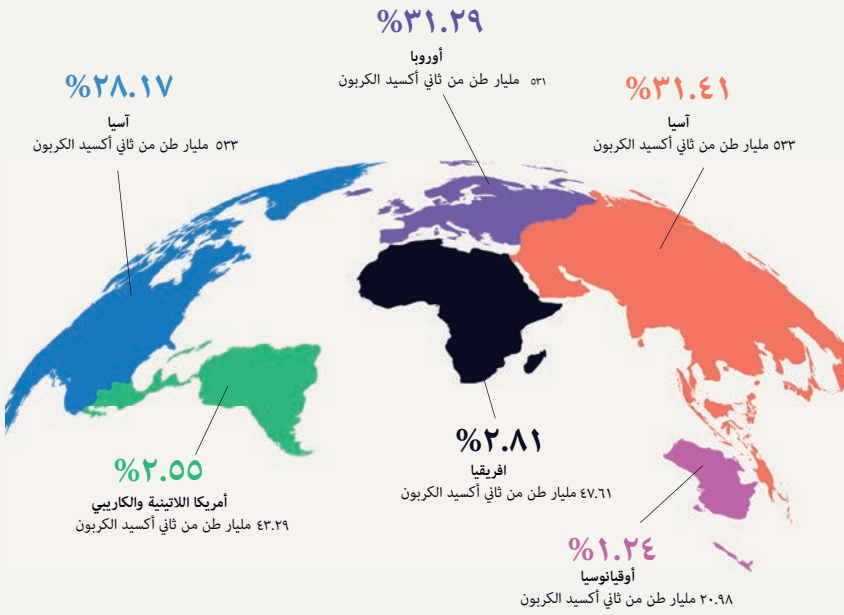 %٣١.٢٩
أوروبا
٥٣١ مليار طن من ثاني أكسيد الكربون
%٣١.٤١
آسيا
٥٣٣ مليار طن من ثاني أكسيد الكربون
%٢٨.١٧
آسيا
٥٣٣ مليار طن من ثاني أكسيد الكربون
%٢.٨١
افريقيا
٤٧.٦١ مليار طن من ثاني أكسيد الكربون
%٢.٥٥
أمريكا اللاتينية والكاريبي
٤٣.٢٩ مليار طن من ثاني أكسيد الكربون
%١.٢٤
أوقيانوسيا
٢٠.٩٨ مليار طن من ثاني أكسيد الكربون